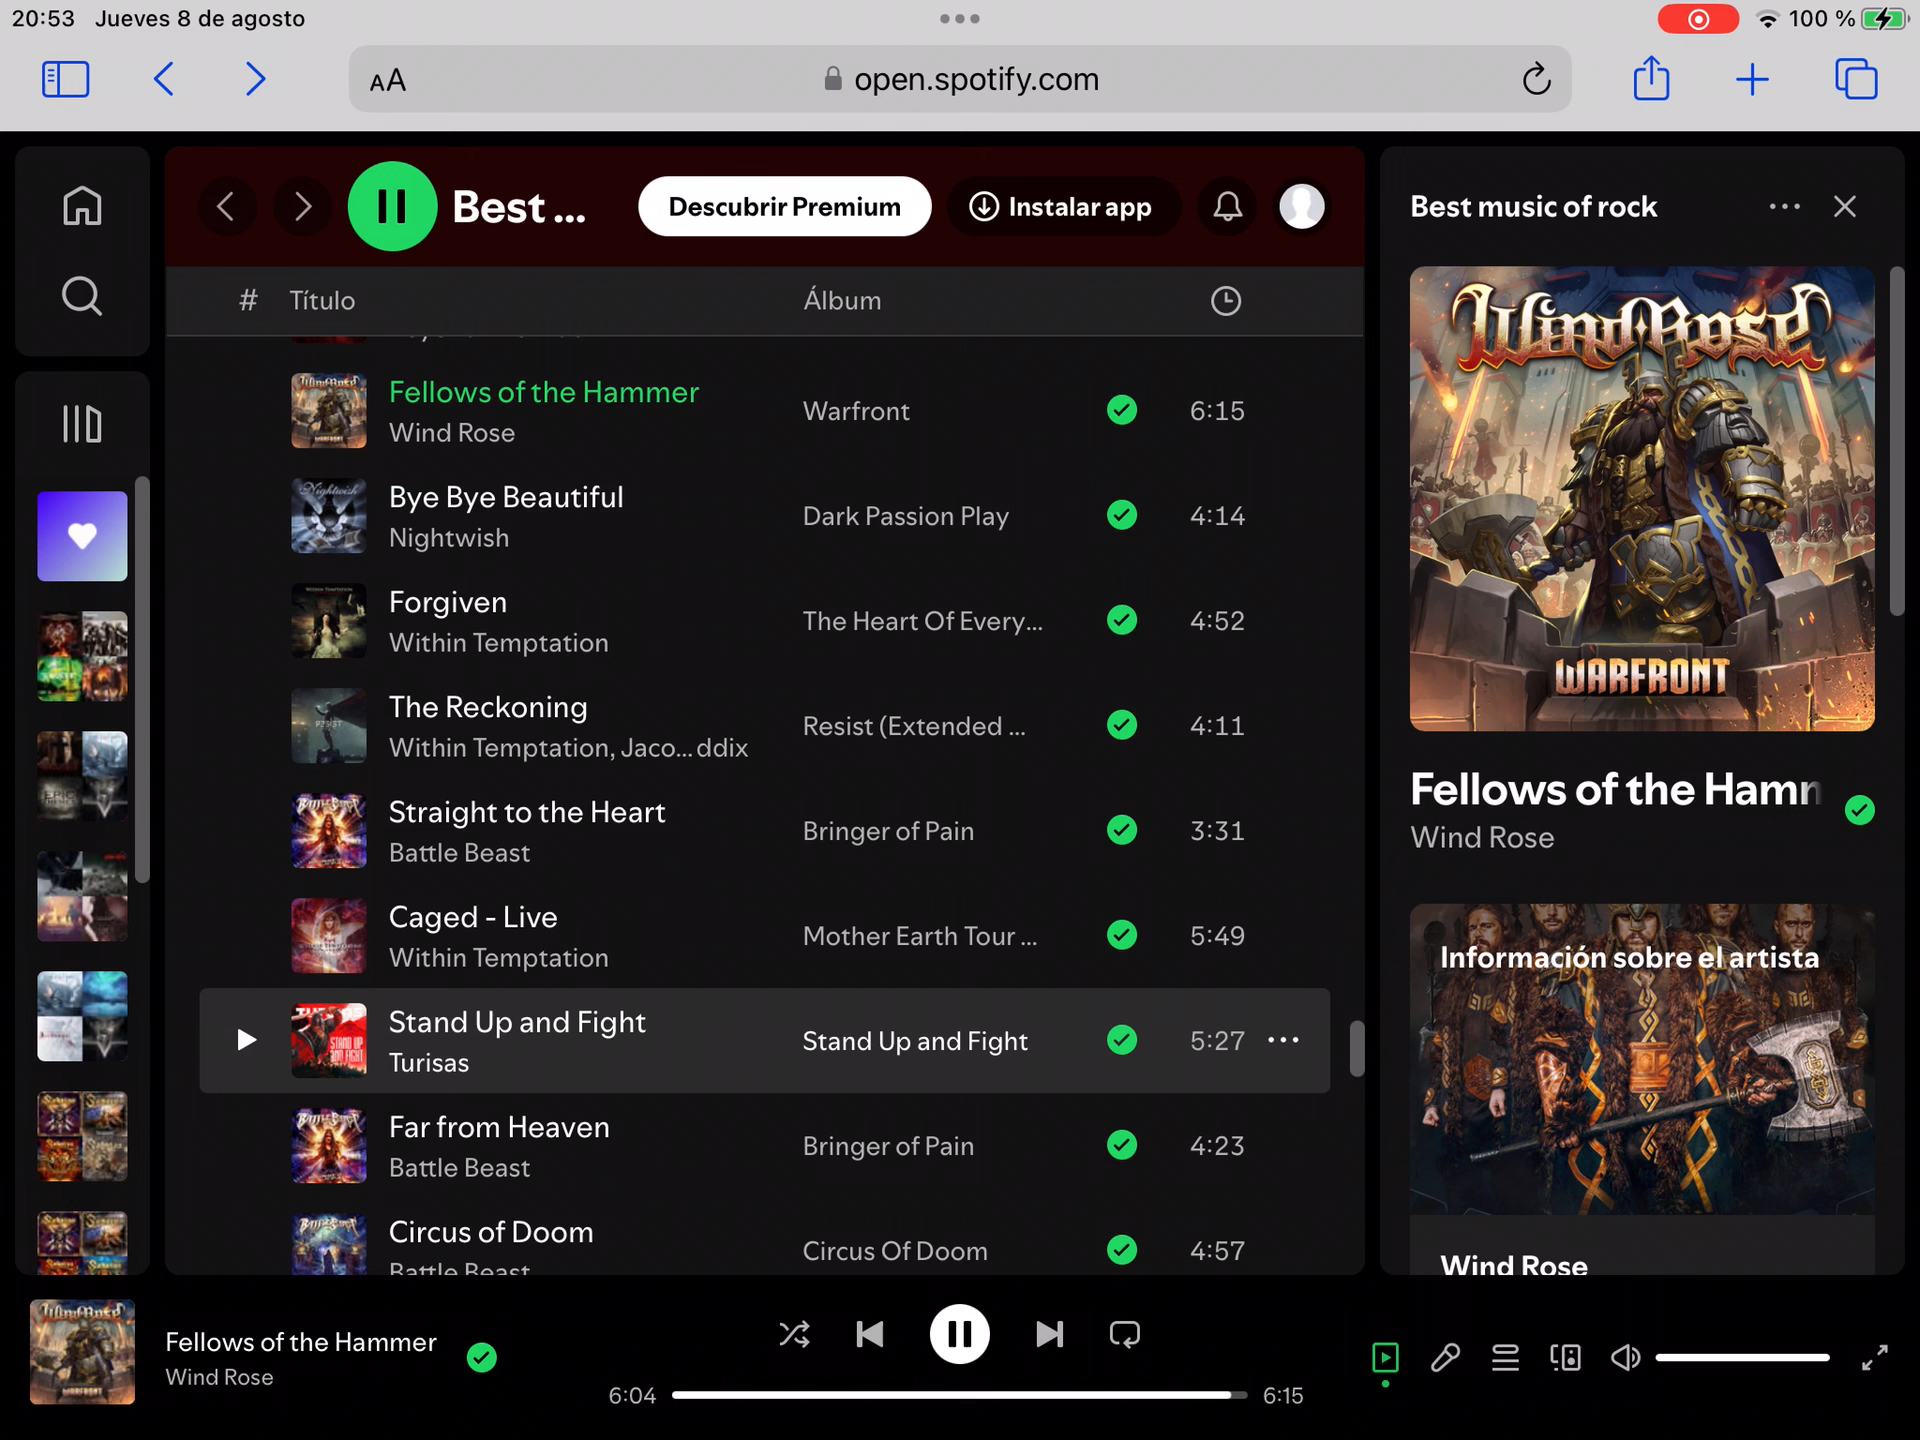 20:53 Jueves 8 de agosto
100 %
AA
open.spotify.com
Best ...
Descubrir Premium
Instalar app
# Título Álbum
Fellows of the Hammer
Wind Rose
Warfront
6:15
Bye Bye Beautiful
Nightwish
Dark Passion Play
4:14
Forgiven
Within Temptation
The Heart Of Every...
4:52
The Reckoning
Within Temptation, Jaco... ddix
Resist (Extended ...
4:11
Straight to the Heart
Battle Beast
Bringer of Pain
3:31
Caged - Live
Within Temptation
Mother Earth Tour ...
5:49
Stand Up and Fight
Turisas
Stand Up and Fight
5:27
Far from Heaven
Battle Beast
Bringer of Pain
4:23
Circus of Doom
Battle Beast
Circus Of Doom
4:57
Best music of rock
Wind Rose
WARFRONT
Fellows of the Hamm
Wind Rose
Información sobre el artista
Wind Rose
Fellows of the Hammer
Wind Rose
6:04
6:15